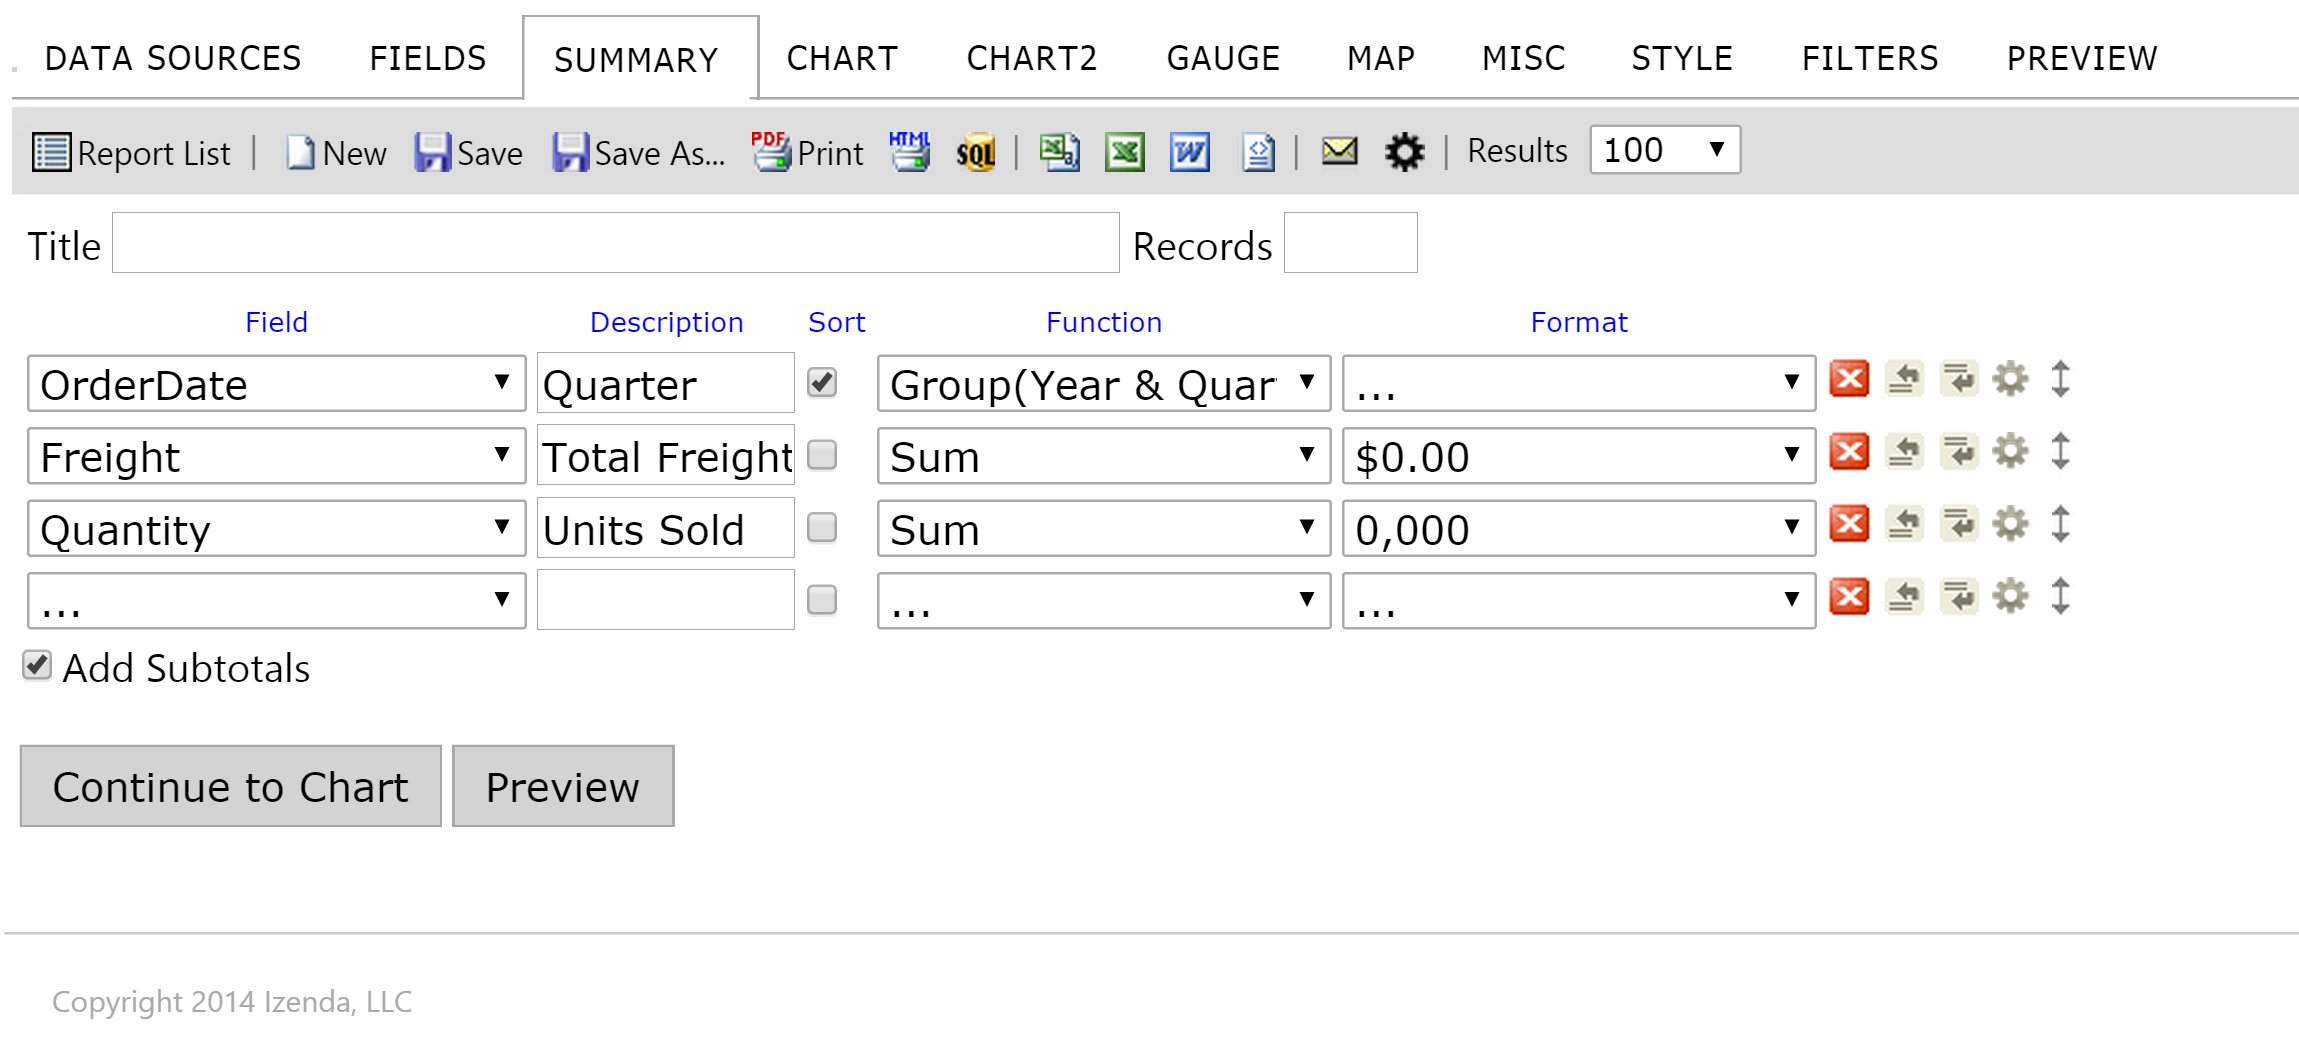 DATA SOURCES FIELDS SUMMARY CHART CHART2 GAUGE MAP MISC STYLE FILTERS PREVIEW
Report List | New Save Save As... PDF Print HTML SQL | | | Results 100
Title Records
Field Description Sort Function Format
OrderDate Quarter Group(Year & Quar ...
Freight Total Freight Sum $0.00
Quantity Units Sold Sum 0,000
... ... ...
Add Subtotals
Continue to Chart Preview
Copyright 2014 Izenda, LLC